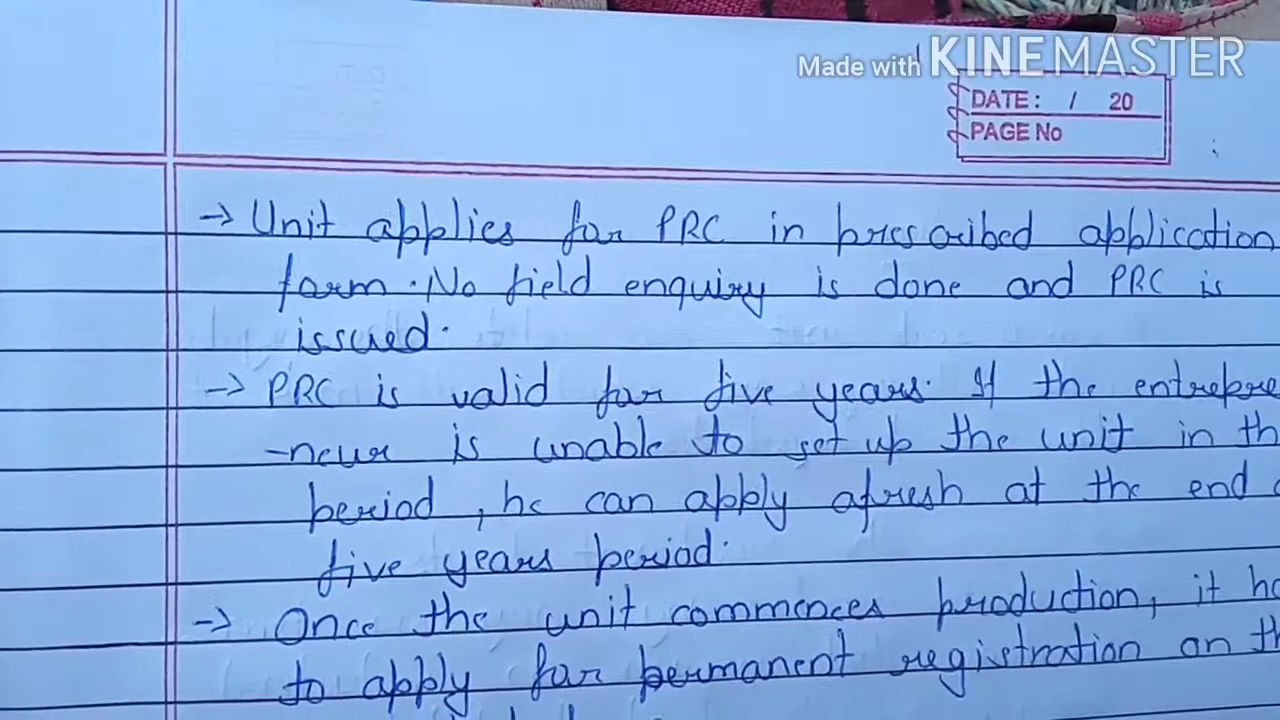 Made with KINEMASTER
DATE: / 20
PAGE No
→ Unit applies for PRC in prescribed application
form. No field enquiry is done and PRC is
issued.
→ PRC is valid for five years. If the entrepre
-neur is unable to set up the unit in th
period, he can apply afresh at the end o
five years period.
→ Once the unit commences production, it ha
to apply for permanent registration on th